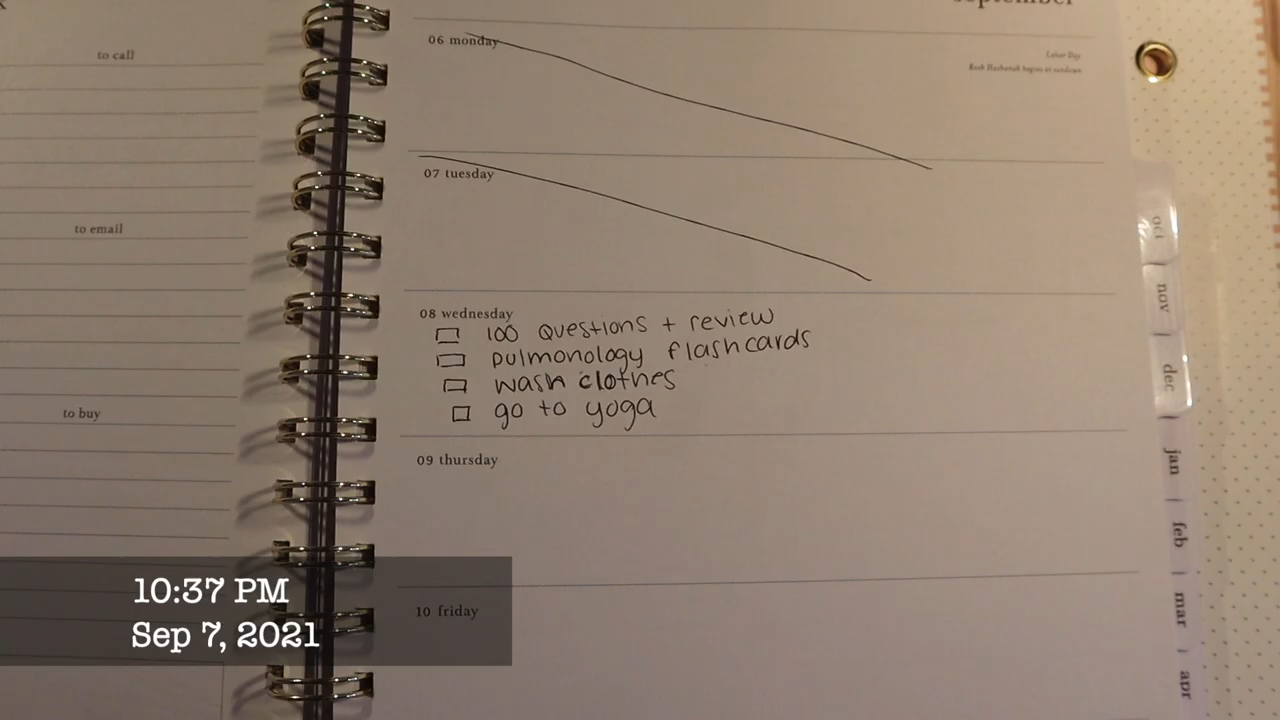 september
to call
to email
to buy
06 monday
Labor Day
Rosh Hashanah begins at sundown
07 tuesday
08 wednesday
100 questions + review
pulmonology flashcards
wash clothes
go to yoga
09 thursday
10 friday
oct
nov
dec
jan
feb
mar
apr
10:37 PM
Sep 7, 2021